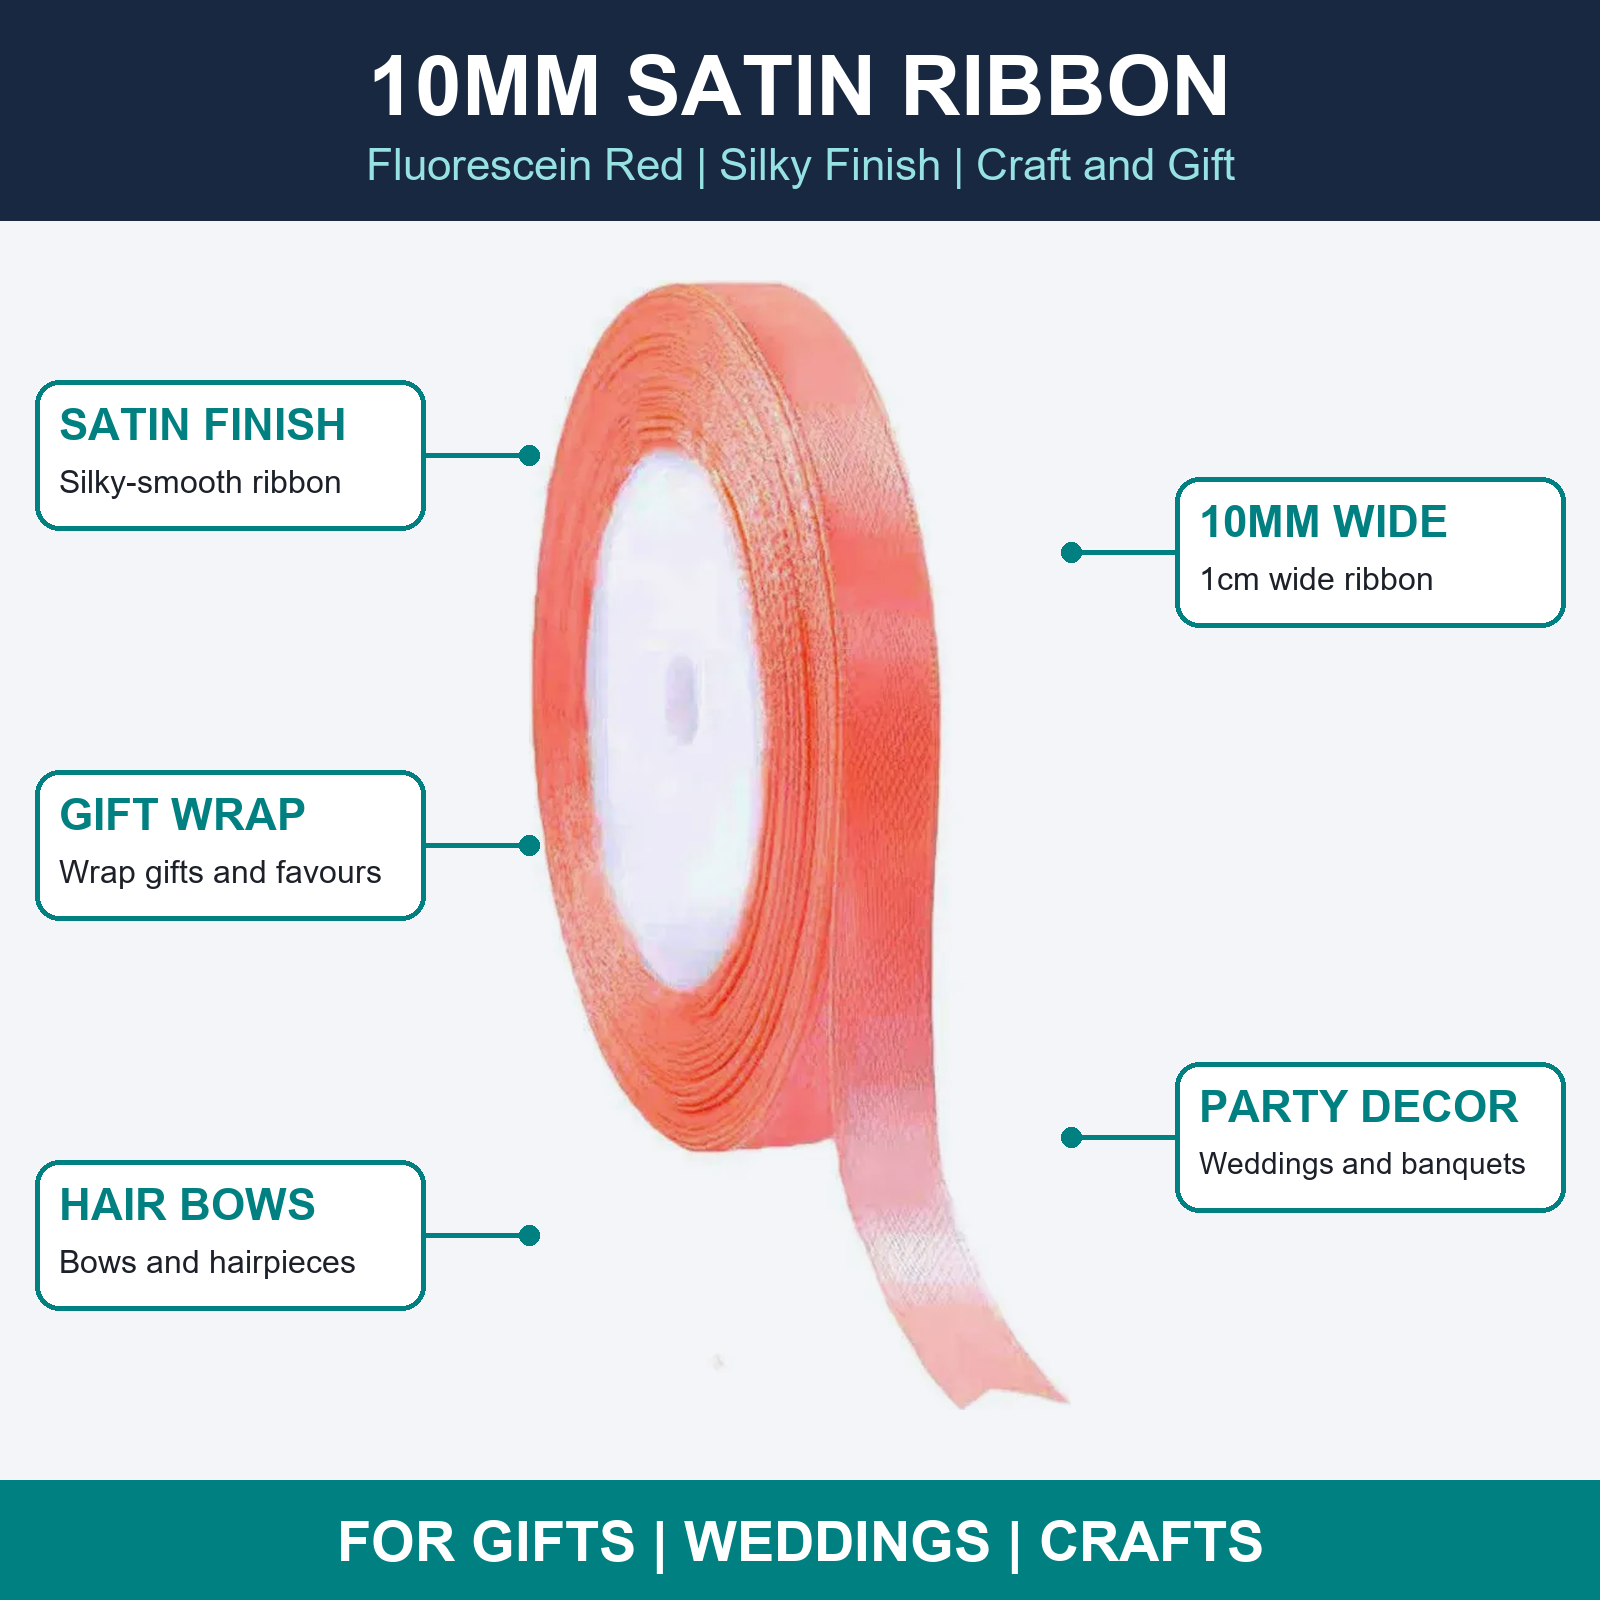 10MM SATIN RIBBON
Fluorescein Red | Silky Finish | Craft and Gift
SATIN FINISH
Silky-smooth ribbon
10MM WIDE
1cm wide ribbon
GIFT WRAP
Wrap gifts and favours
PARTY DECOR
Weddings and banquets
HAIR BOWS
Bows and hairpieces
FOR GIFTS | WEDDINGS | CRAFTS